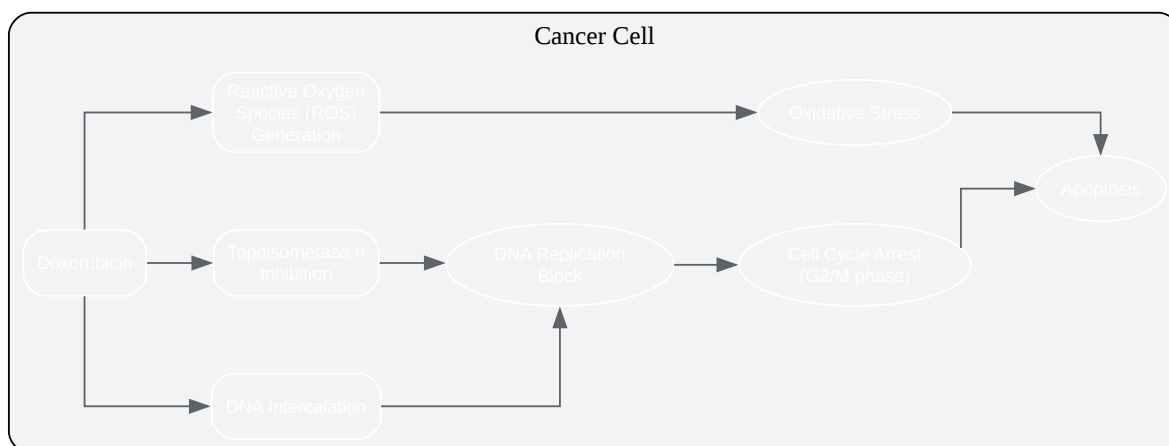 Cancer Cell
Reactive Oxygen
Species (ROS)
Generation
Oxidative Stress
Apoptosis
Doxorubicin
Topoisomerase II
Inhibition
DNA Replication
Block
Cell Cycle Arrest
(G2/M phase)
DNA Intercalation